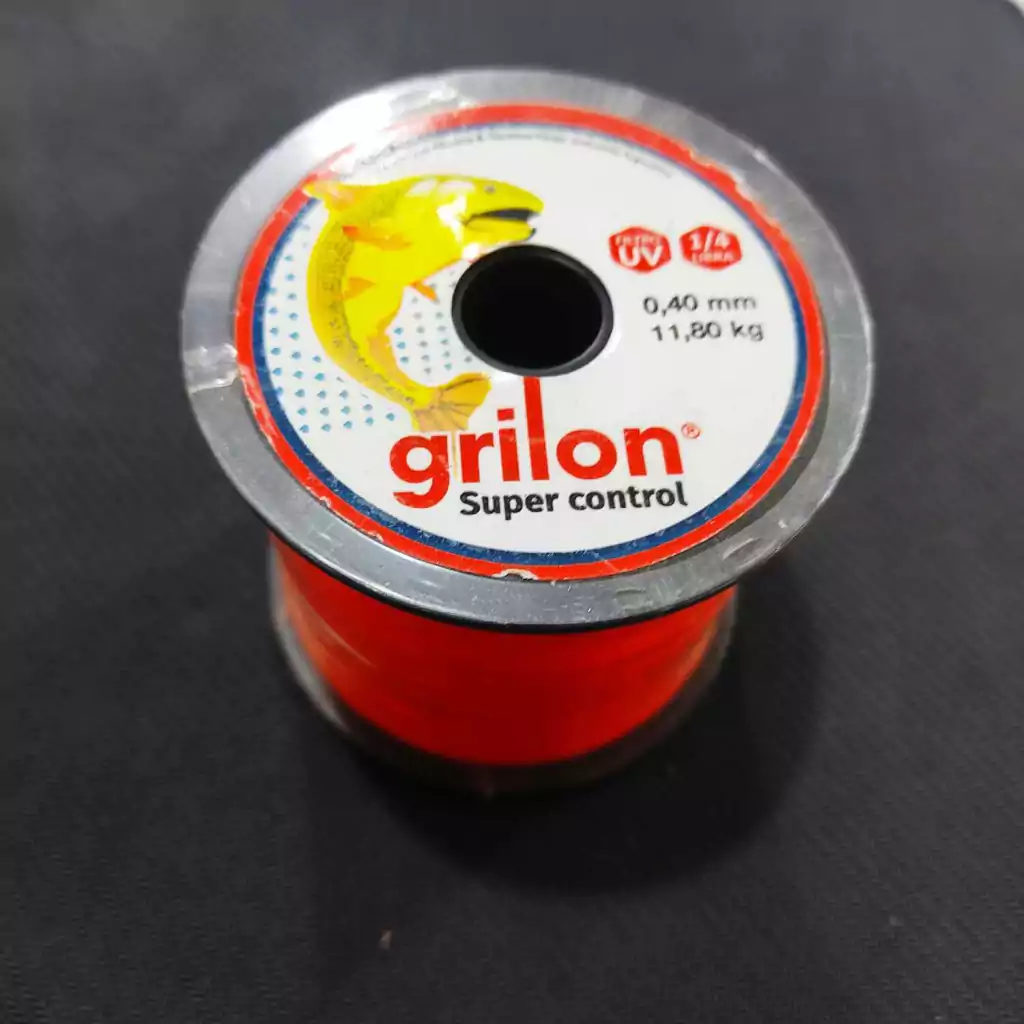 FILTRO
UV
1/4
LIBRA
0,40 mm
11,80 kg
grilon®
Super control